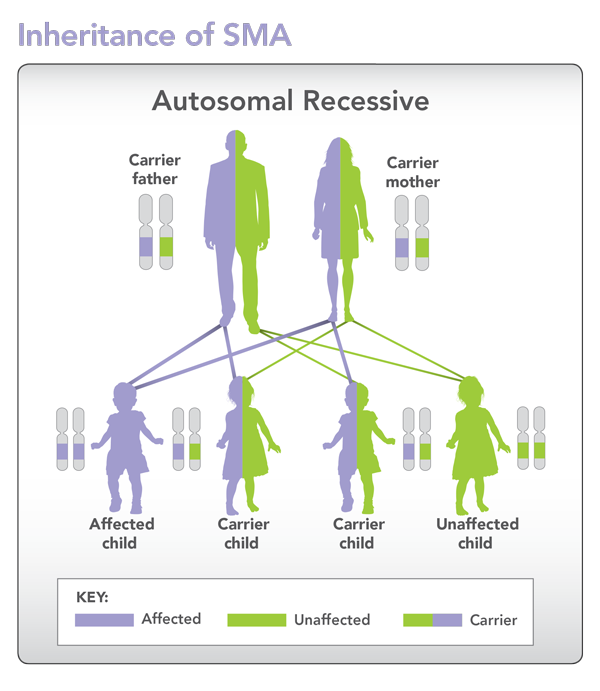 Inheritance of SMA
Autosomal Recessive
Carrier
father
Carrier
mother
Affected
child
Carrier
child
Carrier
child
Unaffected
child
KEY:
Affected
Unaffected
Carrier